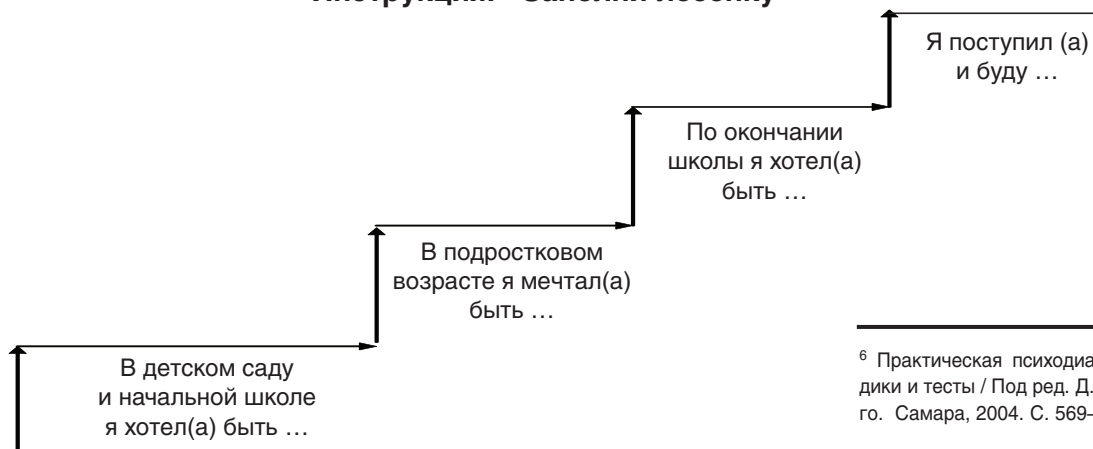 Заполни лесенку
Я поступил (а)
и буду …
По окончании
школы я хотел(а)
быть …
В подростковом
возрасте я мечтал(а)
быть …
В детском саду
и начальной школе
я хотел(а) быть …
⁶ Практическая психодиа
дики и тесты / Под ред. Д.
го. Самара, 2004. С. 569–